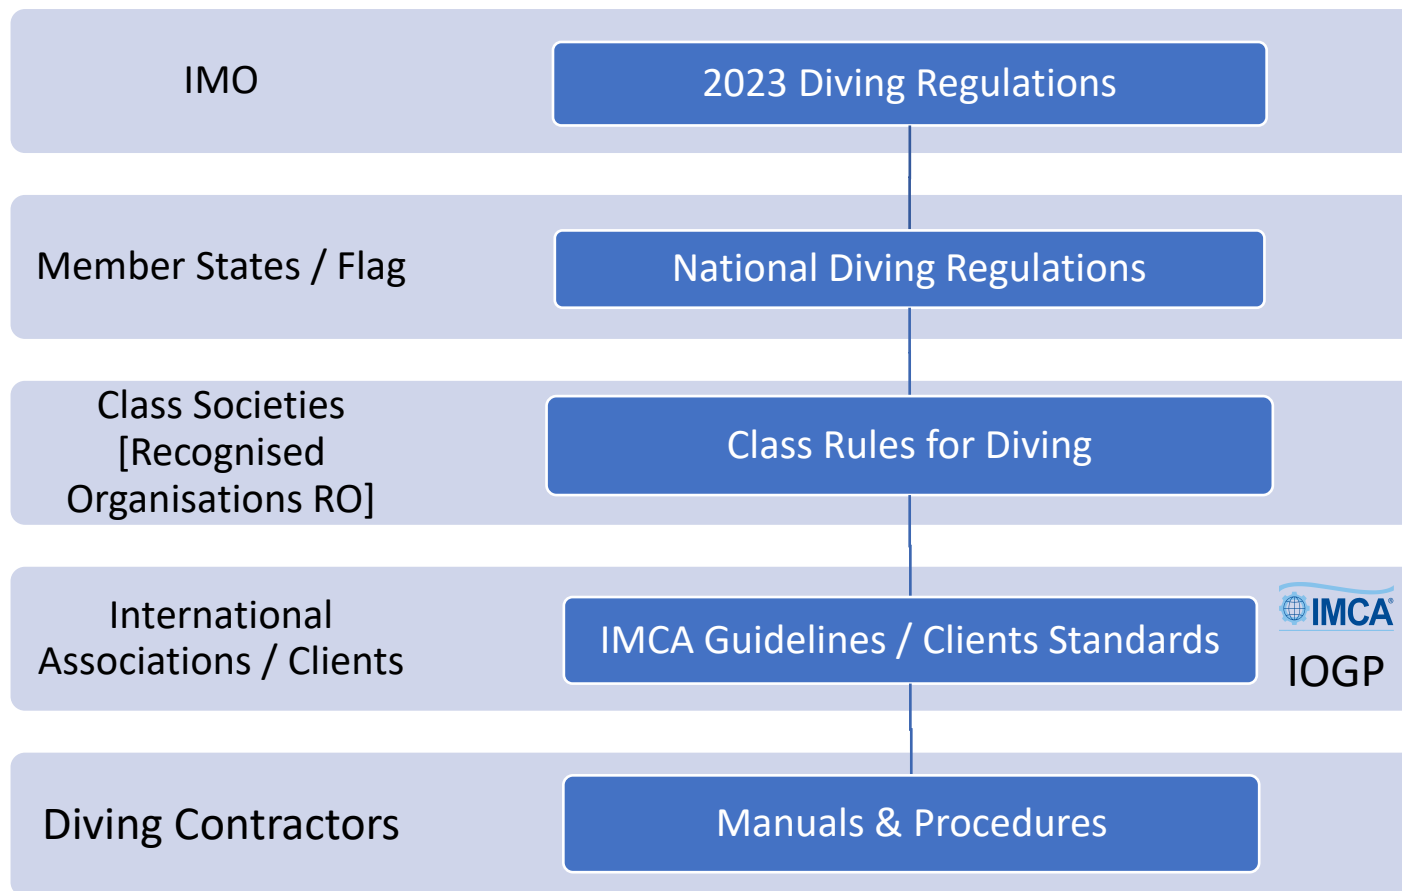 IMO
2023 Diving Regulations
Member States / Flag
National Diving Regulations
Class Societies
[Recognised
Organisations RO]
Class Rules for Diving
International
Associations / Clients
IMCA Guidelines / Clients Standards
IMCA®
IOGP
Diving Contractors
Manuals & Procedures